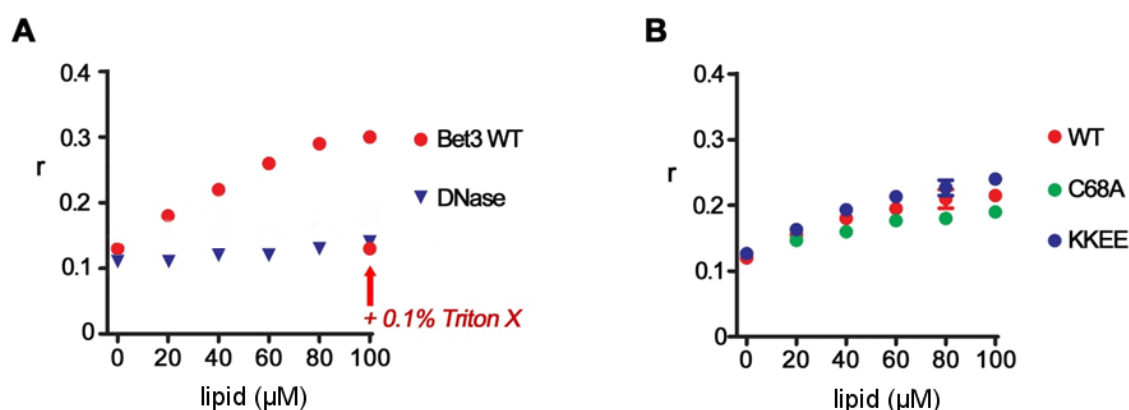 A
0.4
0.3
r
0.2
0.1
0
0 20 40 60 80 100
lipid (µM)
Bet3 WT
DNase
+ 0.1% Triton X
B
0.4
0.3
r
0.2
0.1
0
0 20 40 60 80 100
lipid (µM)
WT
C68A
KKEE